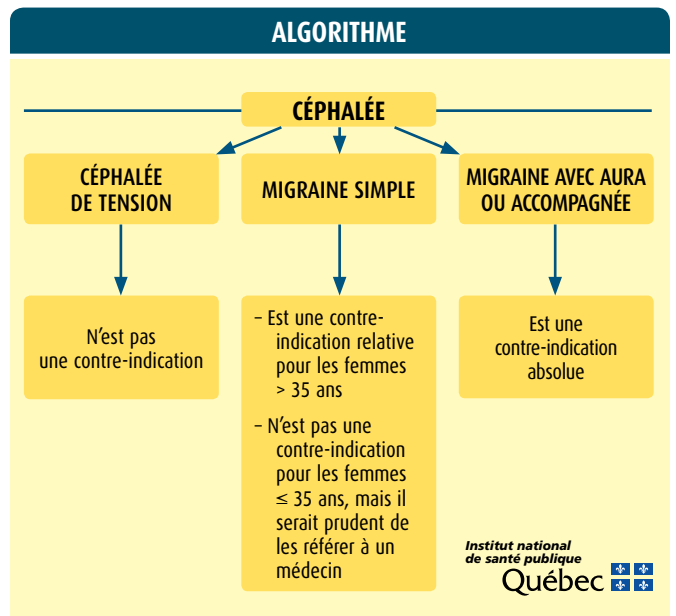 ALGORITHME
CÉPHALÉE
CÉPHALÉE
DE TENSION
MIGRAINE SIMPLE
MIGRAINE AVEC AURA
OU ACCOMPAGNÉE
N’est pas
une contre-indication
– Est une contre-
indication relative
pour les femmes
> 35 ans
– N’est pas une
contre-indication
pour les femmes
≤ 35 ans, mais il
serait prudent de
les référer à un
médecin
Est une
contre-indication
absolue
Institut national
de santé publique
Québec